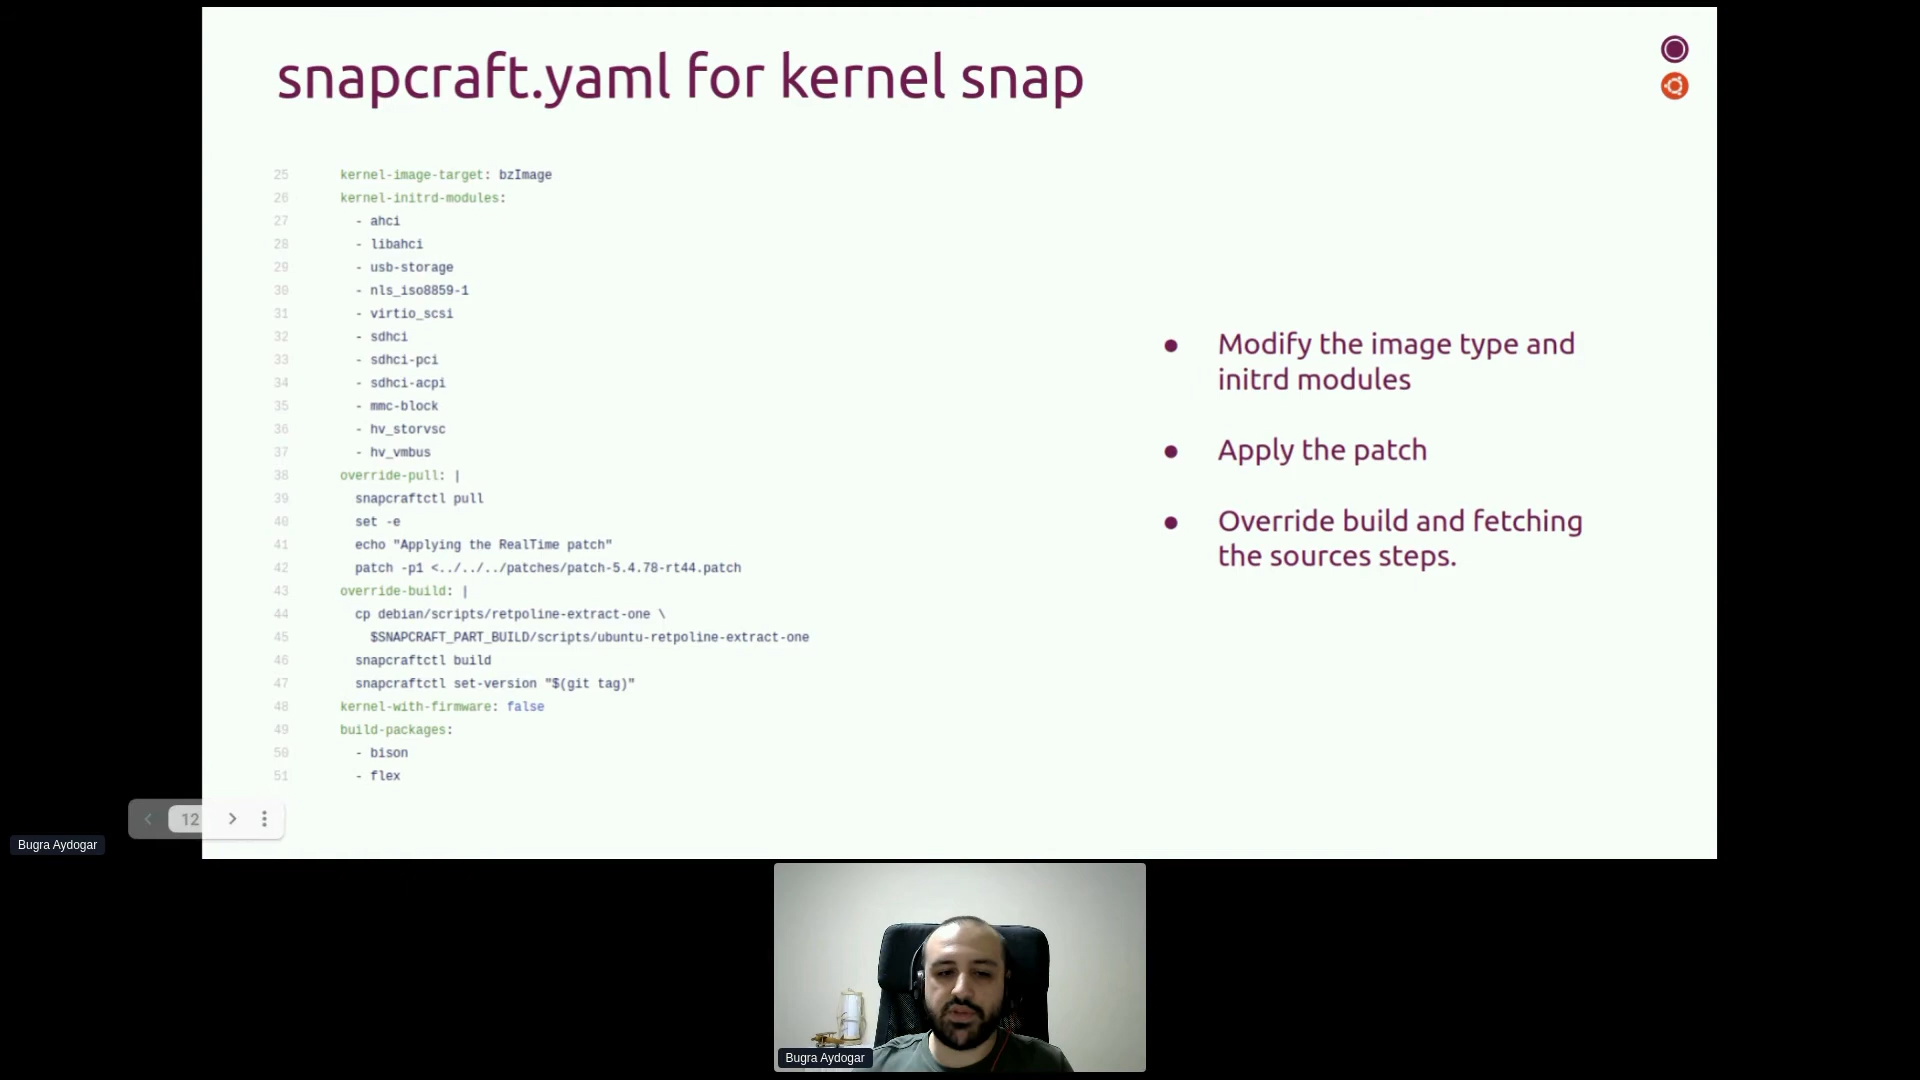 snapcraft.yaml for kernel snap
25 kernel-image-target: bzImage
26 kernel-initrd-modules:
27 - ahci
28 - libahci
29 - usb-storage
30 - nls_iso8859-1
31 - virtio_scsi
32 - sdhci
33 - sdhci-pci
34 - sdhci-acpi
35 - mmc-block
36 - hv_storvsc
37 - hv_vmbus
38 override-pull: |
39 snapcraftctl pull
40 set -e
41 echo "Applying the RealTime patch"
42 patch -p1 <../../../patches/patch-5.4.78-rt44.patch
43 override-build: |
44 cp debian/scripts/retpoline-extract-one \
45 $SNAPCRAFT_PART_BUILD/scripts/ubuntu-retpoline-extract-one
46 snapcraftctl build
47 snapcraftctl set-version "$(git tag)"
48 kernel-with-firmware: false
49 build-packages:
50 - bison
51 - flex
● Modify the image type and
initrd modules
● Apply the patch
● Override build and fetching
the sources steps.
12
Bugra Aydogar
Bugra Aydogar